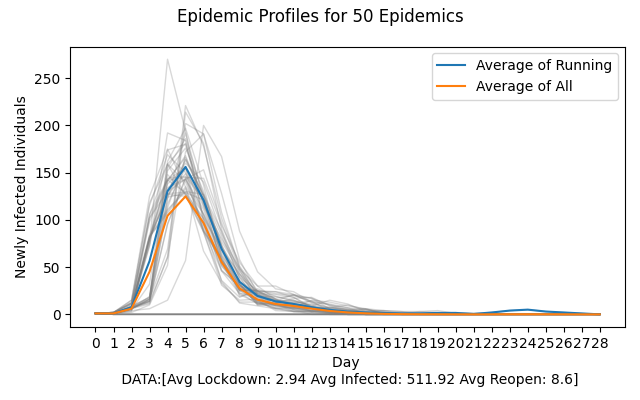 Epidemic Profiles for 50 Epidemics
Average of Running
Average of All
Newly Infected Individuals
250
200
150
100
50
0
0 1 2 3 4 5 6 7 8 9 10 11 12 13 14 15 16 17 18 19 20 21 22 23 24 25 26 27 28
Day
DATA:[Avg Lockdown: 2.94 Avg Infected: 511.92 Avg Reopen: 8.6]